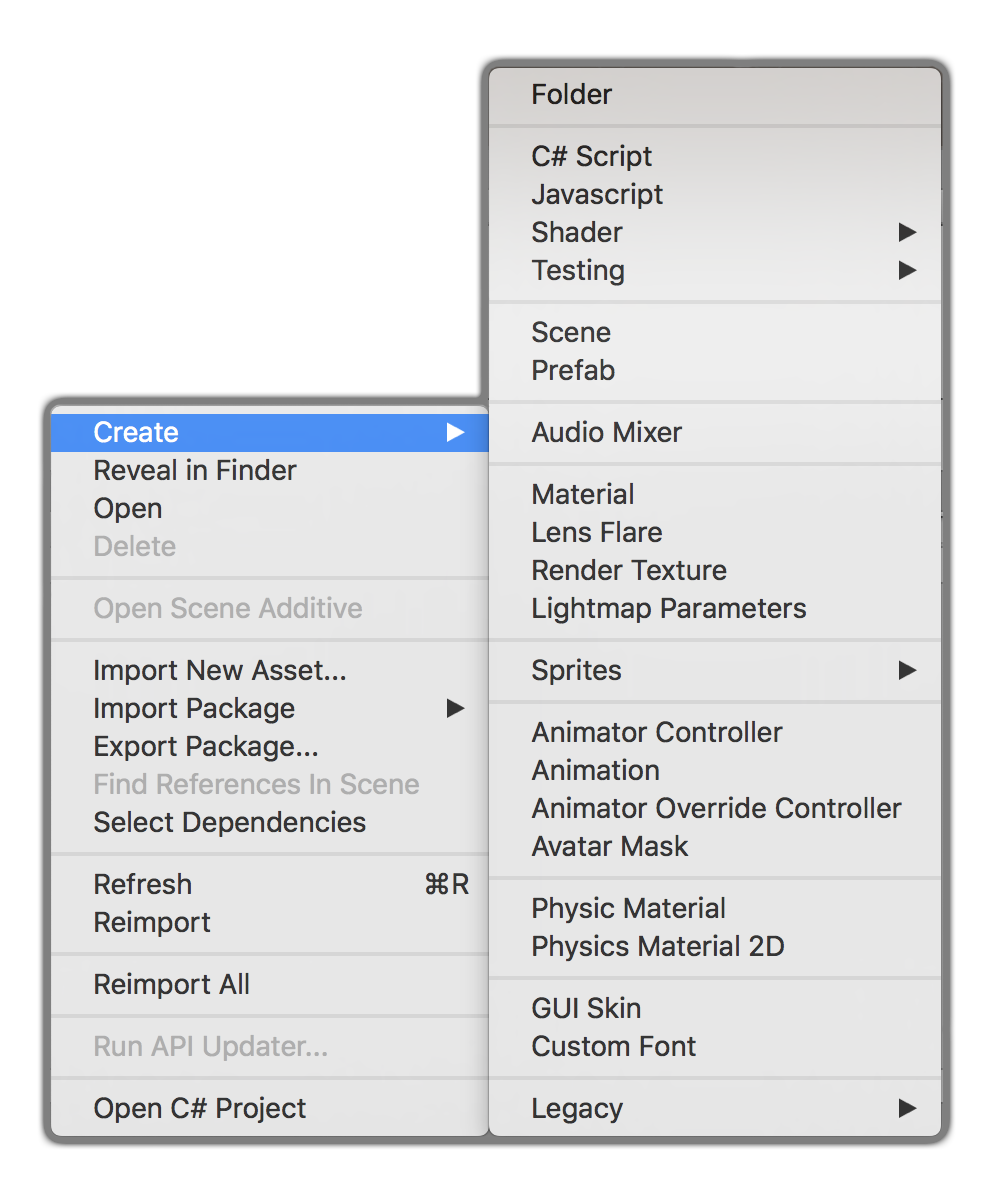 Folder
C# Script
Javascript
Shader
Testing
Scene
Prefab
Audio Mixer
Material
Lens Flare
Render Texture
Lightmap Parameters
Sprites
Animator Controller
Animation
Animator Override Controller
Avatar Mask
Physic Material
Physics Material 2D
GUI Skin
Custom Font
Legacy
Create
Reveal in Finder
Open
Delete
Open Scene Additive
Import New Asset...
Import Package
Export Package...
Find References In Scene
Select Dependencies
Refresh ⌘R
Reimport
Reimport All
Run API Updater...
Open C# Project